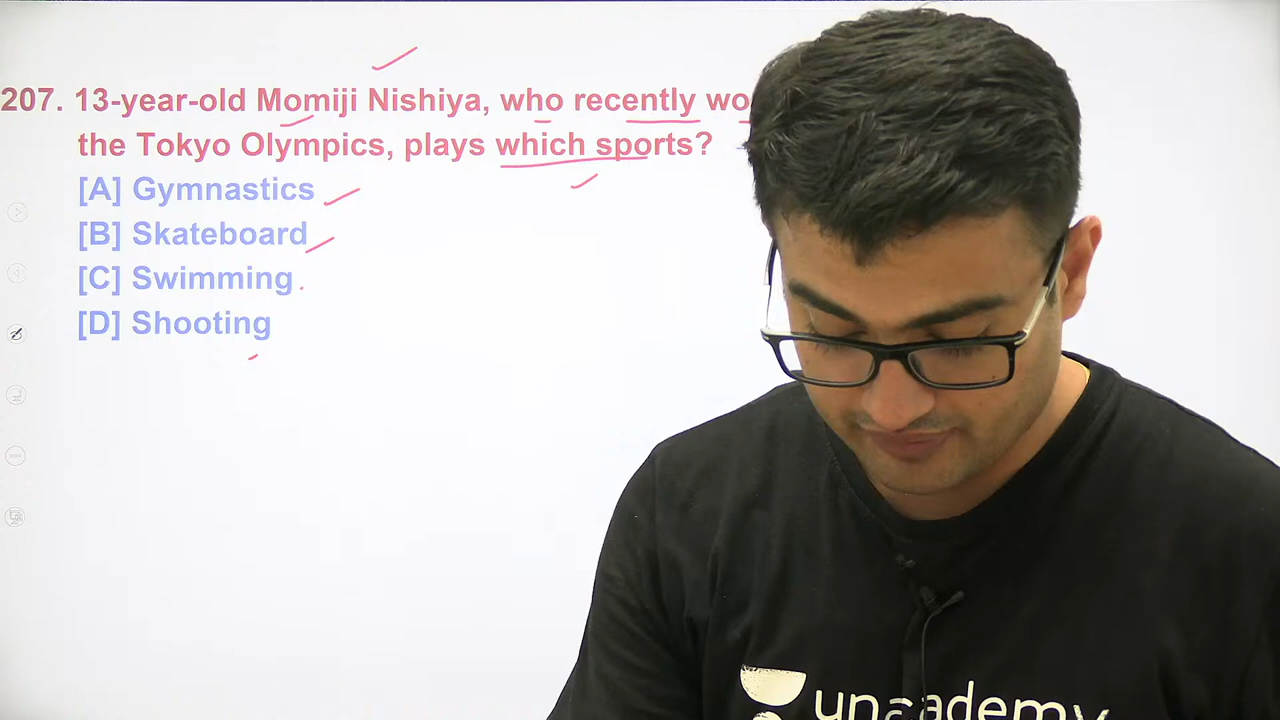 207. 13-year-old Momiji Nishiya, who recently wo
the Tokyo Olympics, plays which sports?
[A] Gymnastics
[B] Skateboard
[C] Swimming
[D] Shooting
unacademy